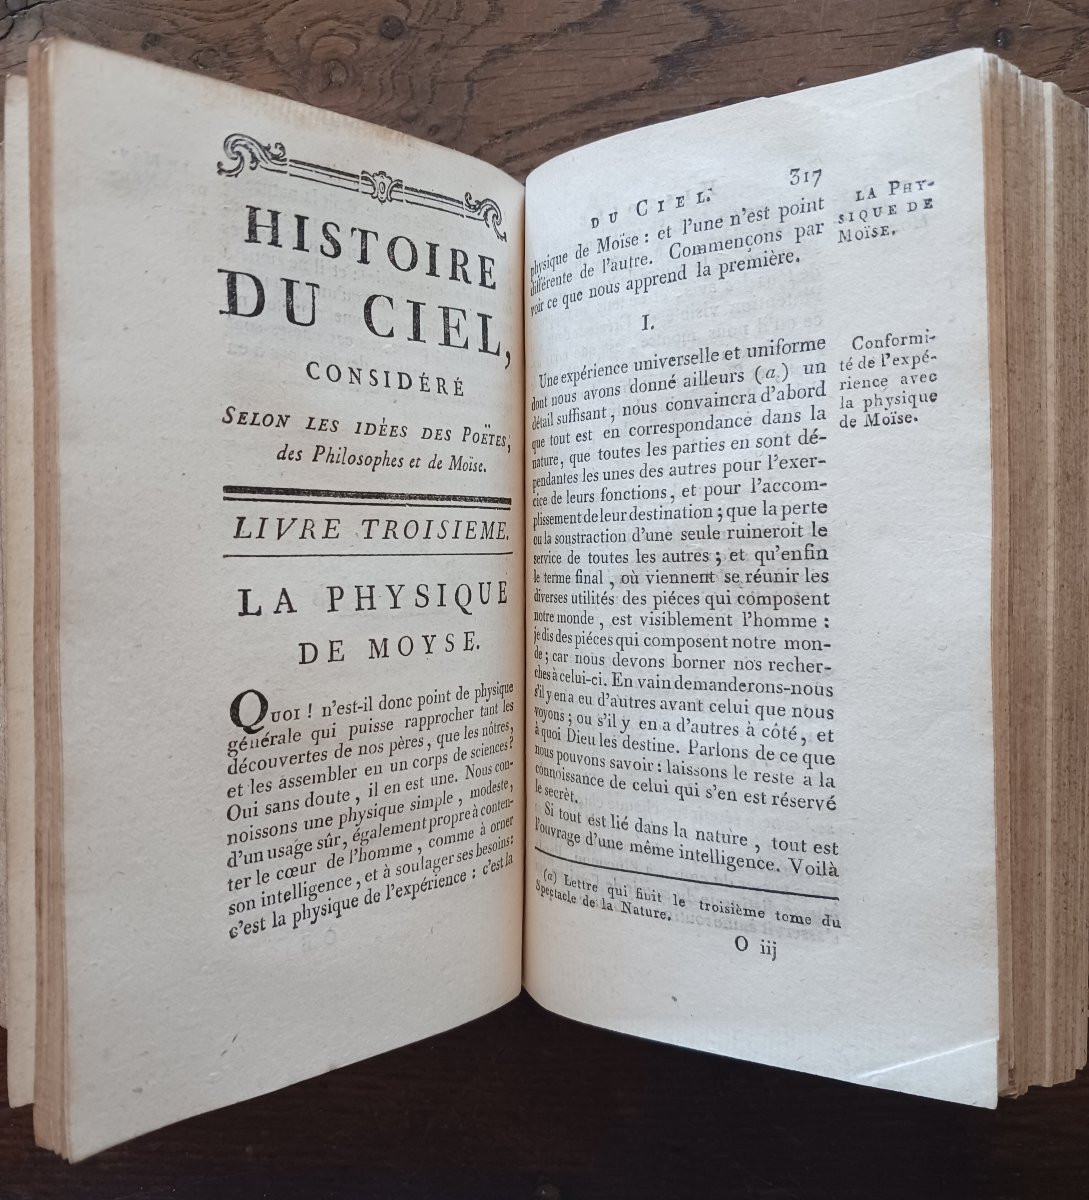 HISTOIRE
DU CIEL,
CONSIDÉRÉ
SELON LES IDÉES DES POËTES,
des Philosophes et de Moïse.
LIVRE TROISIEME.
LA PHYSIQUE
DE MOYSE.
QUOI ! n'est-il donc point de physique
générale qui puisse rapprocher tant les
découvertes de nos pères, que les nôtres,
et les assembler en un corps de sciences ?
Oui sans doute, il en est une. Nous con-
noissons une physique simple, modeste,
d'un usage sûr, également propre à conten-
ter le cœur de l'homme, comme à orner
son intelligence, et à soulager ses besoins :
c'est la physique de l'expérience : c'est la
DU CIEL. 317
physique de Moïse : et l'une n'est point
différente de l'autre. Commençons par
voir ce que nous apprend la première.
LA PHY-
SIQUE DE
MOÏSE.
I.
Une expérience universelle et uniforme
dont nous avons donné ailleurs (a) un
détail suffisant, nous convaincra d'abord
que tout est en correspondance dans la
nature, que toutes les parties en sont dé-
pendantes les unes des autres pour l'exer-
cice de leurs fonctions, et pour l'accom-
plissement de leur destination ; que la perte
ou la soustraction d'une seule ruineroit le
service de toutes les autres ; et qu'enfin
le terme final, où viennent se réunir les
diverses utilités des piéces qui composent
notre monde, est visiblement l'homme :
je dis des piéces qui composent notre mon-
de ; car nous devons borner nos recher-
ches à celui-ci. En vain demanderons-nous
s'il y en a eu d'autres avant celui que nous
voyons ; ou s'il y en a d'autres à côté, et
à quoi Dieu les destine. Parlons de ce que
nous pouvons savoir : laissons le reste a la
connoissance de celui qui s'en est réservé
le secrèt.
Si tout est lié dans la nature, tout est
l'ouvrage d'une même intelligence. Voilà
Conformi-
té de l'expé-
rience avec
la physique
de Moïse.
(a) Lettre qui finit le troisième tome du
Spectacle de la Nature.
O iij